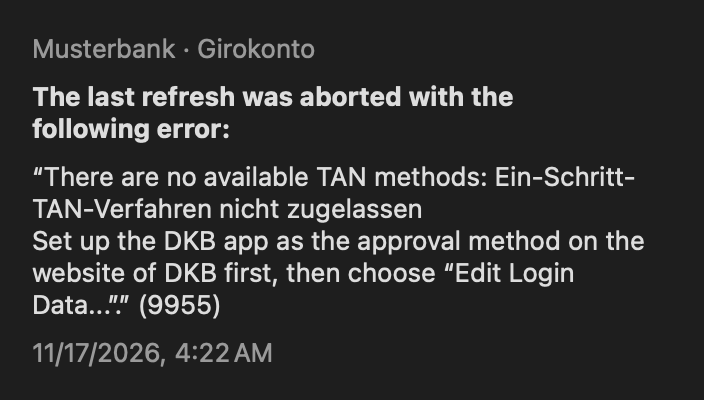 Musterbank · Girokonto
The last refresh was aborted with the
following error:
“There are no available TAN methods: Ein-Schritt-
TAN-Verfahren nicht zugelassen
Set up the DKB app as the approval method on the
website of DKB first, then choose “Edit Login
Data...”.” (9955)
11/17/2026, 4:22 AM